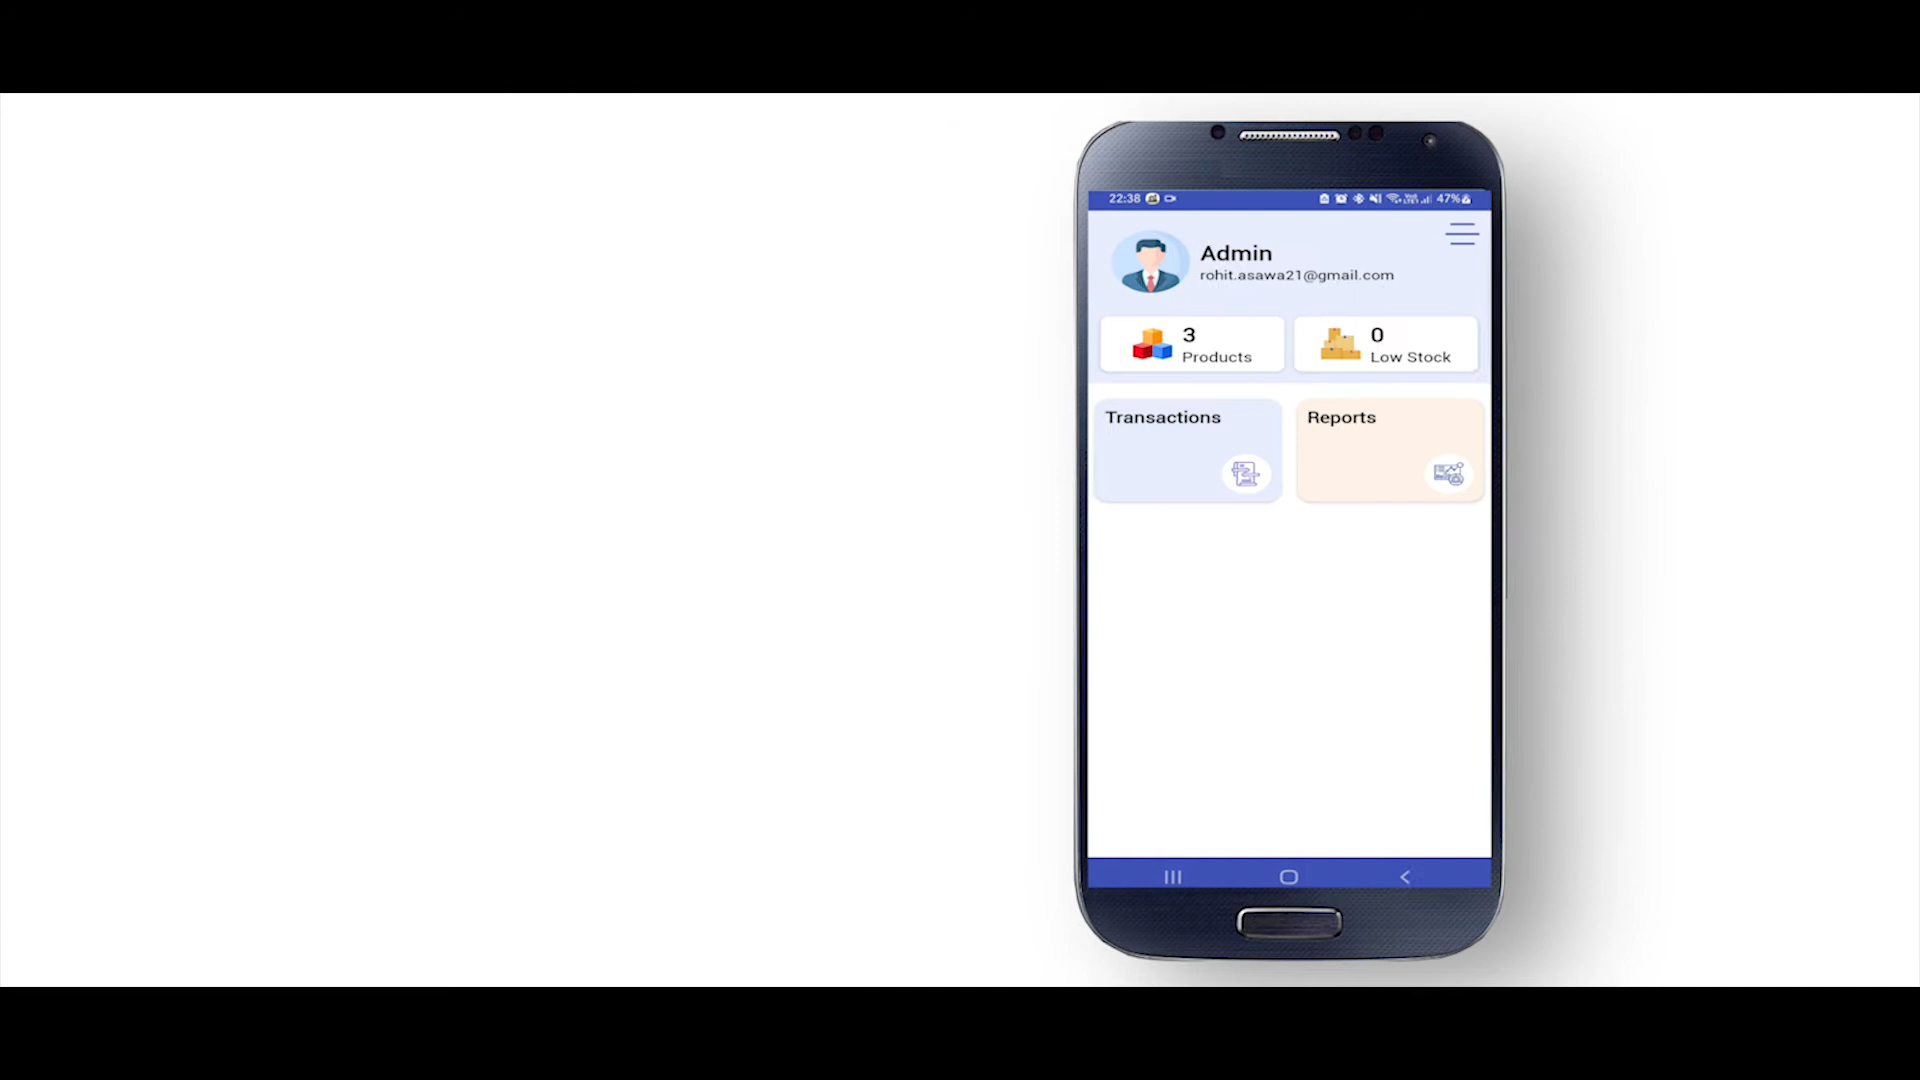 22:38 47%
Admin
rohit.asawa21@gmail.com
3
Products
0
Low Stock
Transactions
Reports